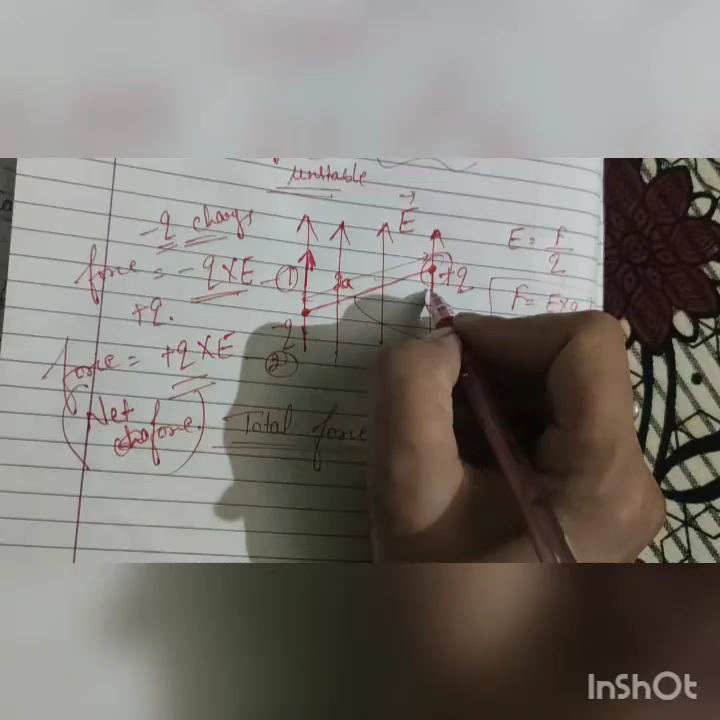 unstable
-q charge
E
E = F/q
force = -q×E
①
2a
+q
F = E×q
+q.
-q
②
force = +q×E
Net
force.
Total force
InShOt